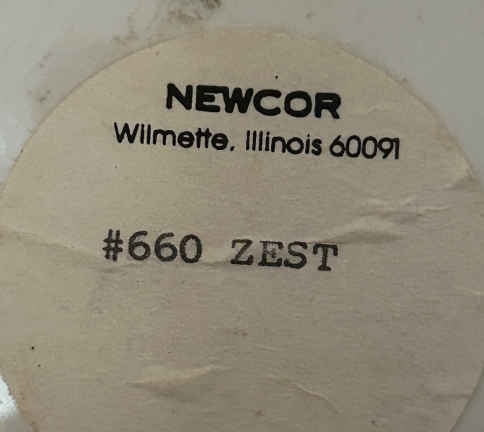 NEWCOR
Wilmette, Illinois 60091
#660 ZEST